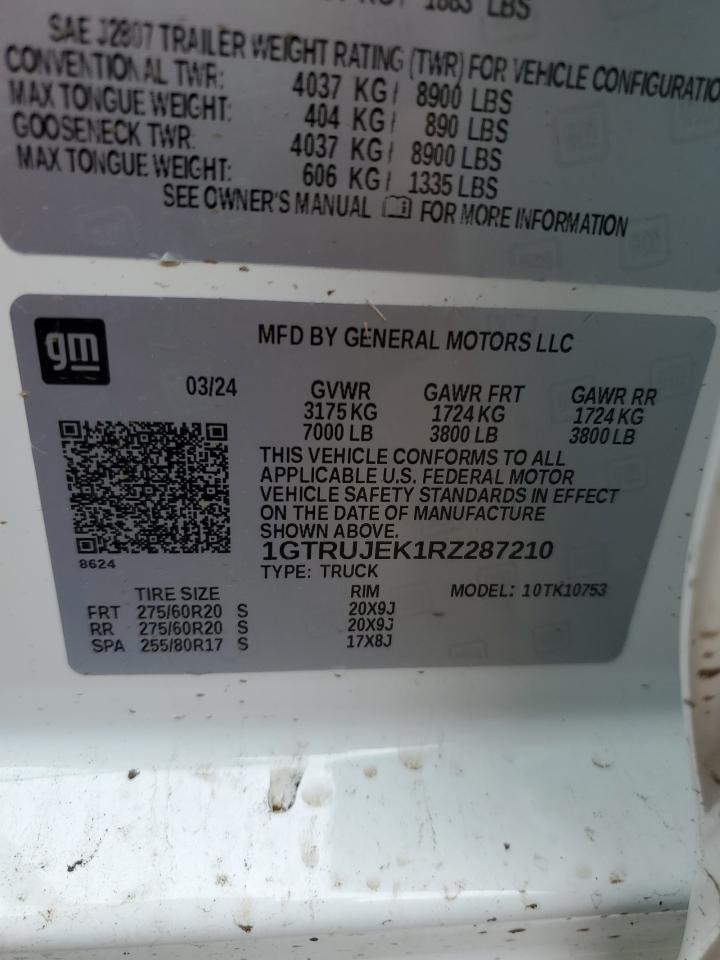 1883 LBS
SAE J2807 TRAILER WEIGHT RATING (TWR) FOR VEHICLE CONFIGURATIO
CONVENTIONAL TWR: 4037 KG / 8900 LBS
MAX TONGUE WEIGHT: 404 KG / 890 LBS
GOOSENECK TWR: 4037 KG / 8900 LBS
MAX TONGUE WEIGHT: 606 KG / 1335 LBS
SEE OWNER'S MANUAL FOR MORE INFORMATION
gm
MFD BY GENERAL MOTORS LLC
03/24 GVWR GAWR FRT GAWR RR
3175 KG 1724 KG 1724 KG
7000 LB 3800 LB 3800 LB
THIS VEHICLE CONFORMS TO ALL
APPLICABLE U.S. FEDERAL MOTOR
VEHICLE SAFETY STANDARDS IN EFFECT
ON THE DATE OF MANUFACTURE
SHOWN ABOVE.
1GTRUJEK1RZ287210
8624
TYPE: TRUCK
TIRE SIZE RIM MODEL: 10TK10753
FRT 275/60R20 S 20X9J
RR 275/60R20 S 20X9J
SPA 255/80R17 S 17X8J